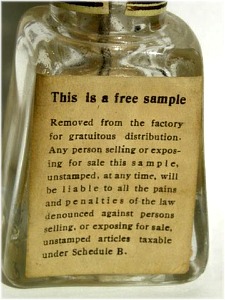 This is a free sample
Removed from the factory
for gratuitous distribution.
Any person selling or expos-
ing for sale this sample,
unstamped, at any time, will
be liable to all the pains
and penalties of the law
denounced against persons
selling, or exposing for sale,
unstamped articles taxable
under Schedule B.